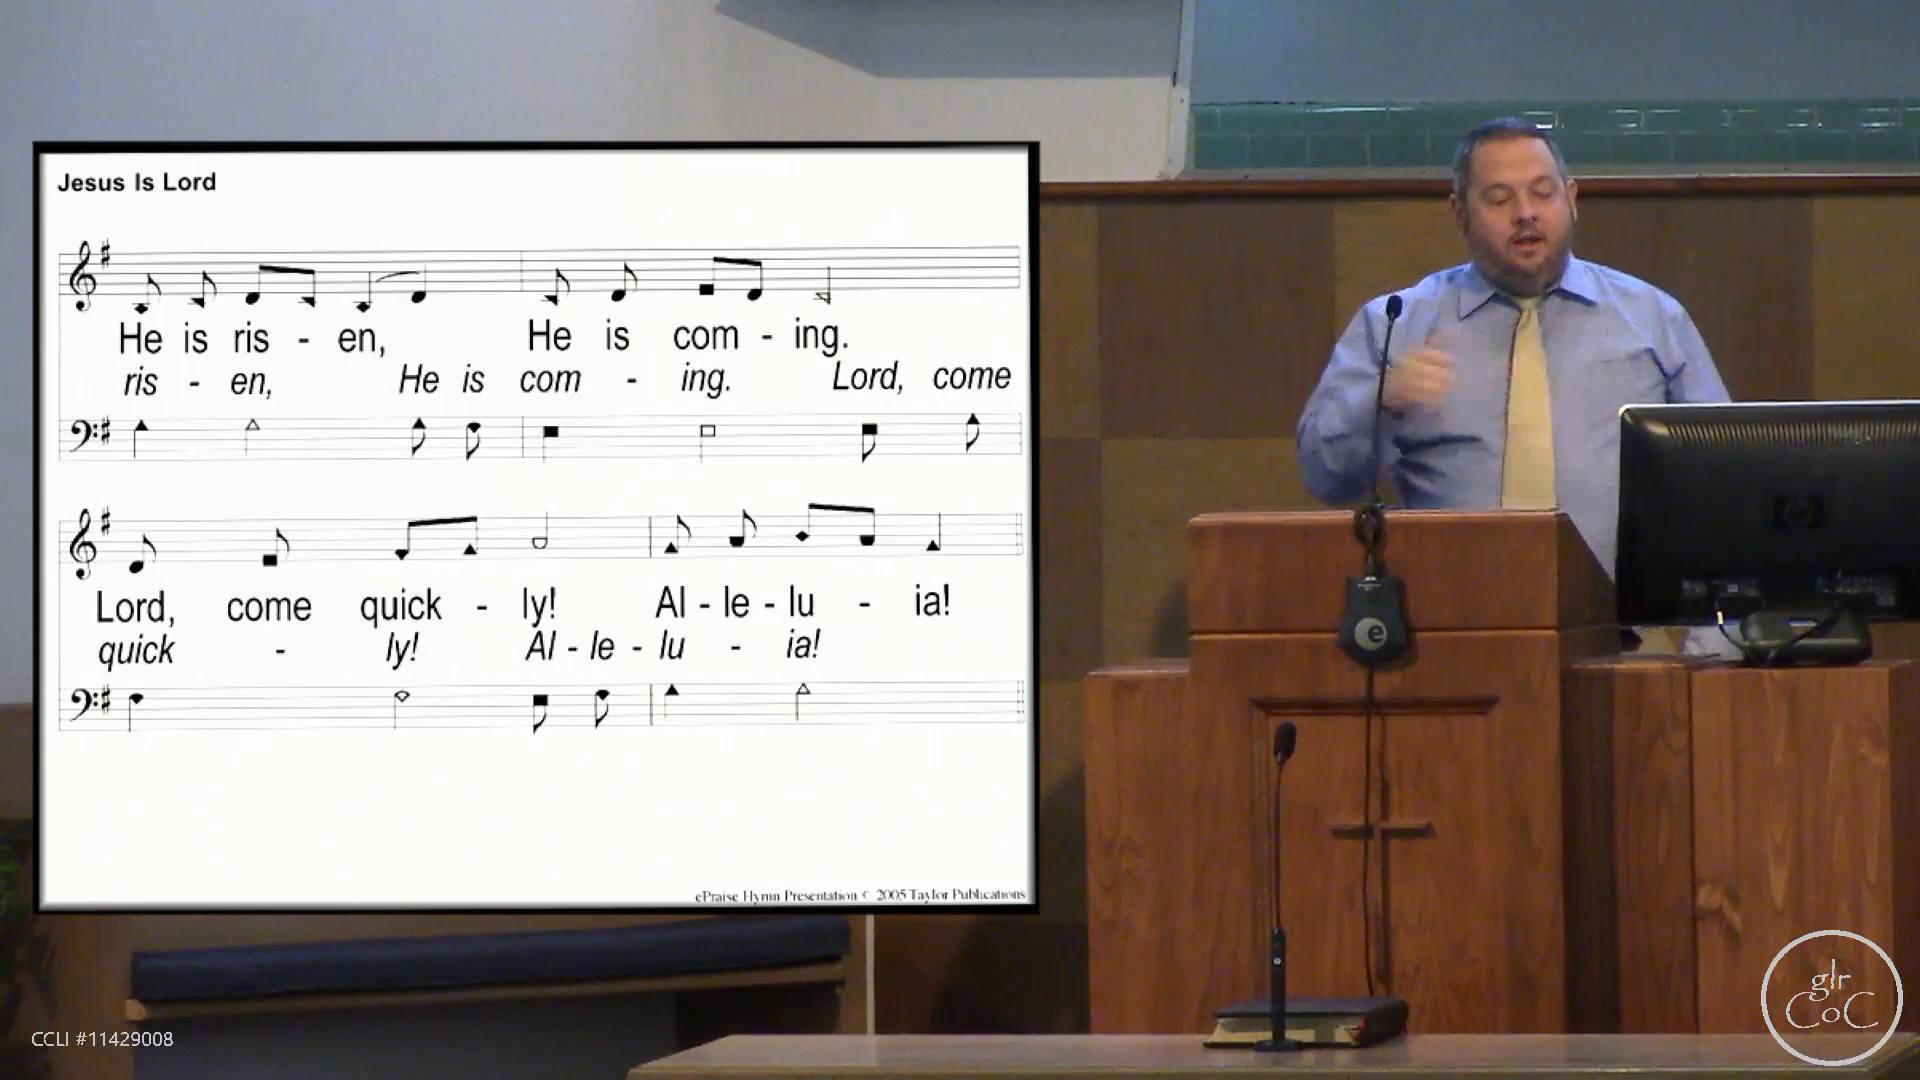 Jesus Is Lord
He is ris - en, He is com - ing.
ris - en, He is com - ing. Lord, come
Lord, come quick - ly! Al - le - lu - ia!
quick - ly! Al - le - lu - ia!
ePraise Hymn Presentation © 2005 Taylor Publications
hp
e
glr
CoC
CCLI #11429008